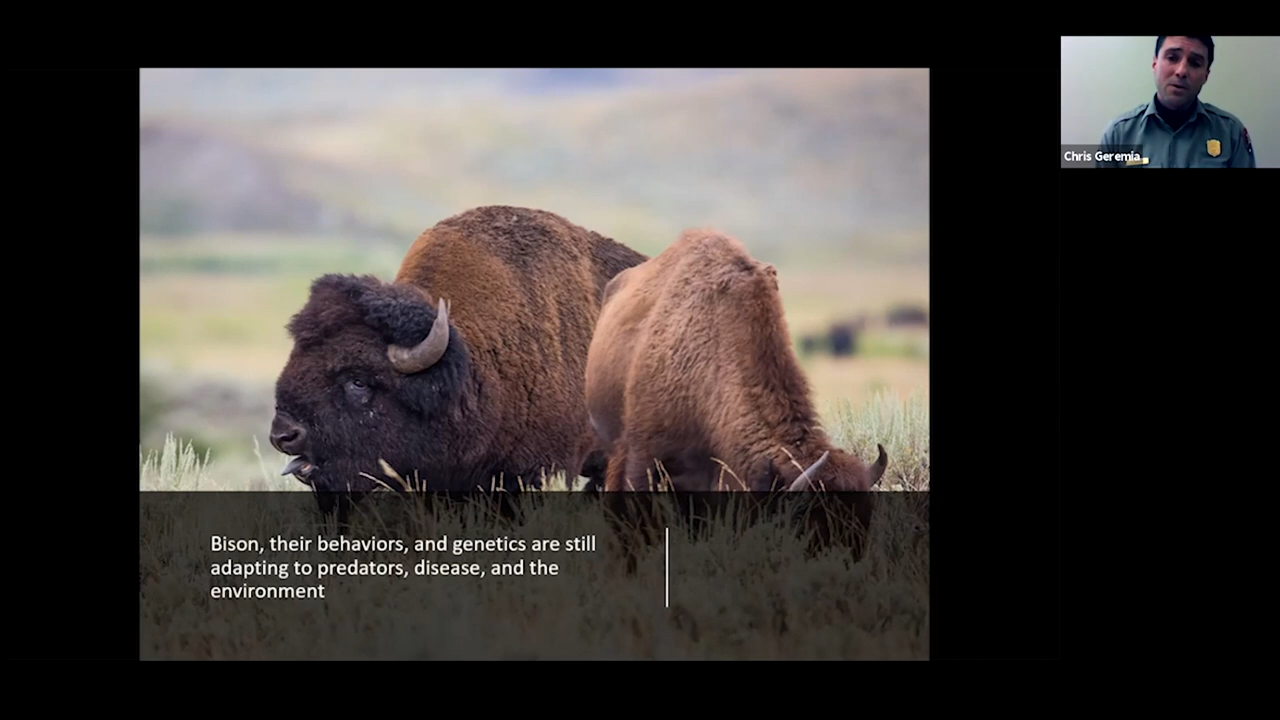 Chris Geremia
Bison, their behaviors, and genetics are still
adapting to predators, disease, and the
environment